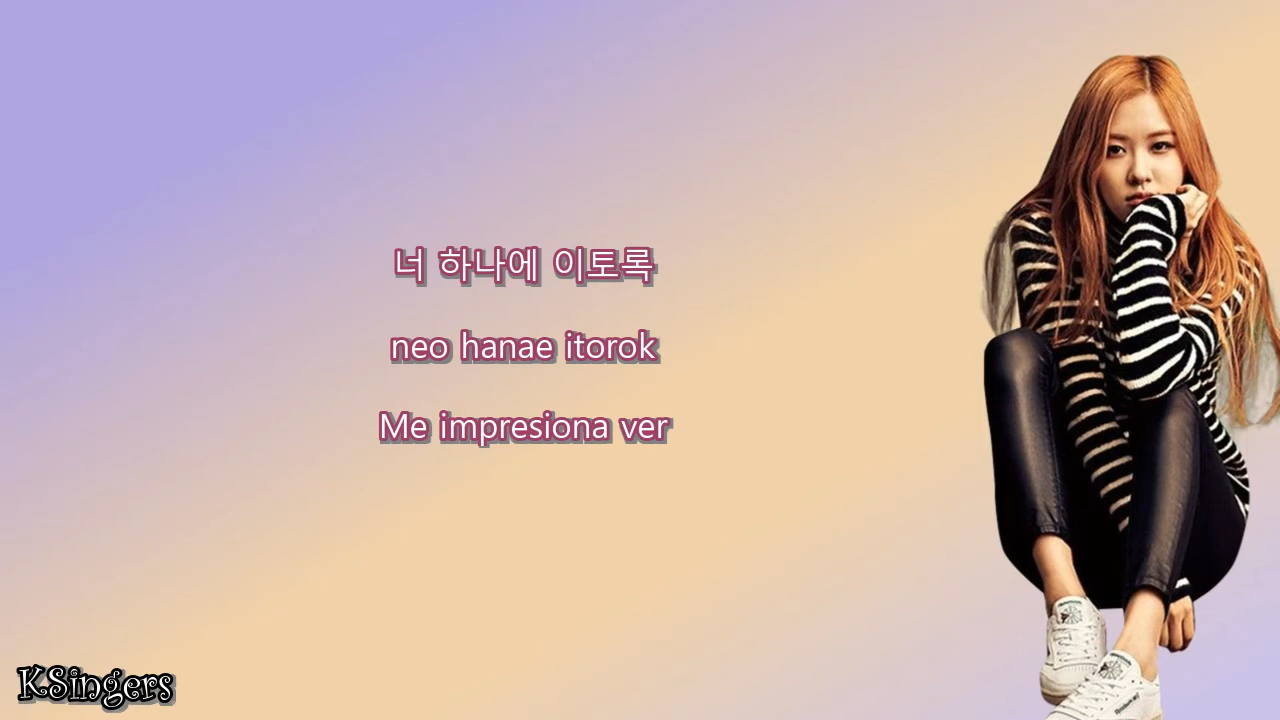 너 하나에 이토록
neo hanae itorok
Me impresiona ver
KSingers